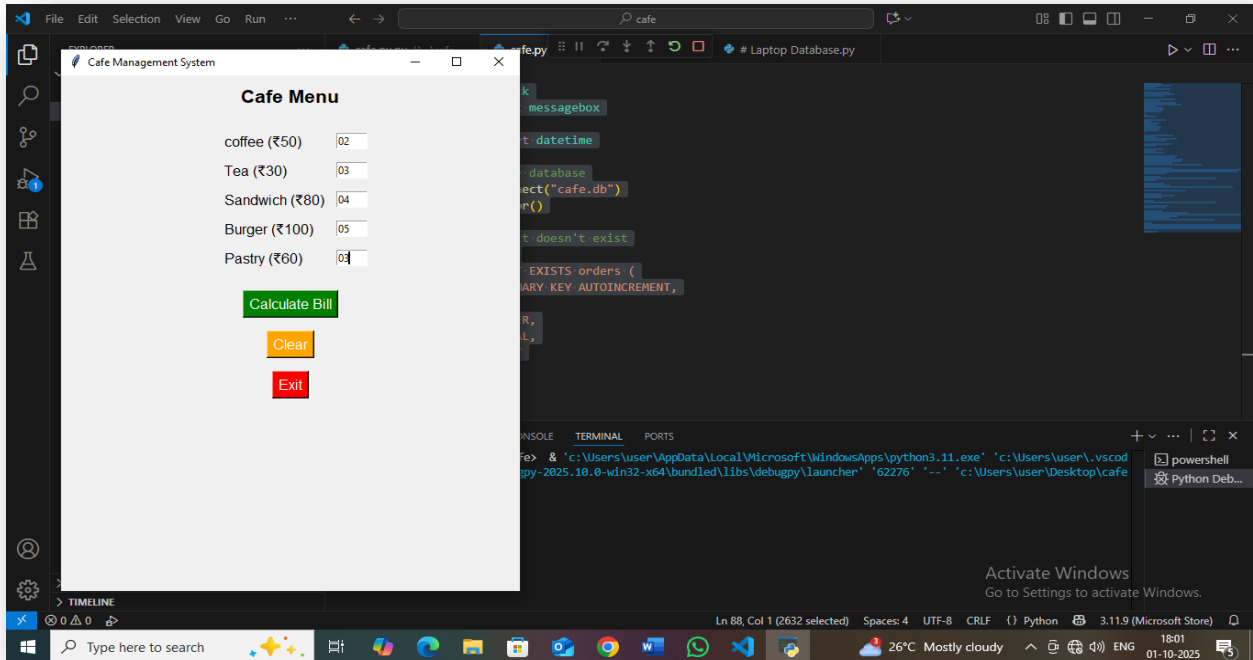 File Edit Selection View Go Run ··· cafe
EXPLORER
cafe.py # Laptop Database.py
Cafe Management System
Cafe Menu
coffee (₹50) 02
Tea (₹30) 03
Sandwich (₹80) 04
Burger (₹100) 05
Pastry (₹60) 03
Calculate Bill
Clear
Exit
k
messagebox
t datetime
database
ect("cafe.db")
or()
t doesn't exist
EXISTS orders (
MARY KEY AUTOINCREMENT,
R,
L,
ONSOLE TERMINAL PORTS
fe> & 'c:\Users\user\AppData\Local\Microsoft\WindowsApps\python3.11.exe' 'c:\Users\user\.vscod
gpy-2025.10.0-win32-x64\bundled\libs\debugpy\launcher' '62276' '--' 'c:\Users\user\Desktop\cafe
powershell
Python Deb...
1
TIMELINE
Activate Windows
Go to Settings to activate Windows.
0 0 Ln 88, Col 1 (2632 selected) Spaces: 4 UTF-8 CRLF {} Python 3.11.9 (Microsoft Store)
Type here to search 3 26°C Mostly cloudy ENG 18:01
01-10-2025 5